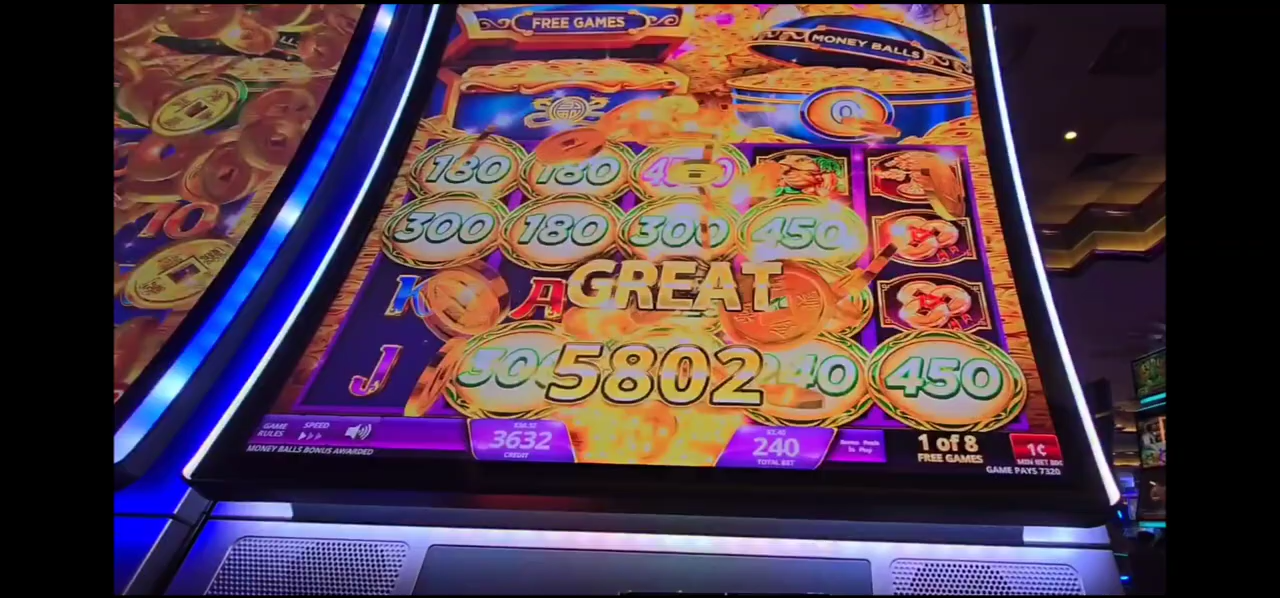 FREE GAMES
MONEY BALLS
10
180 180
300 180 300 450
K A GREAT
J 5802 450
GAME RULES SPEED
3632
CREDIT
240
TOTAL BET
1 of 8
FREE GAMES
1¢
MONEY BALLS BONUS AWARDED
GAME PAYS 7320